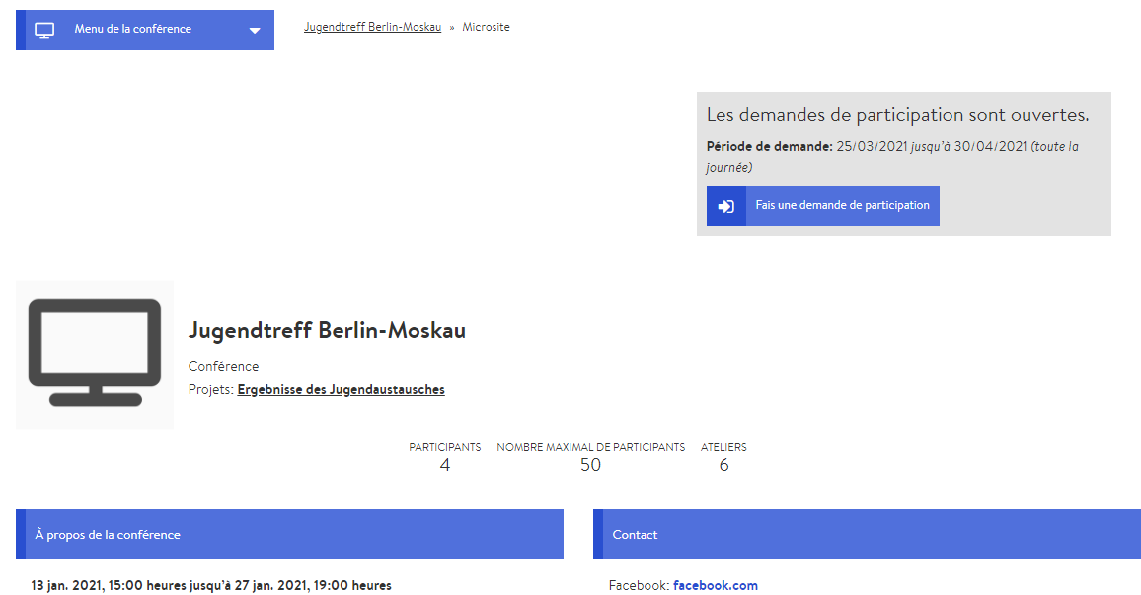 Menu de la conférence
Jugendtreff Berlin-Moskau » Microsite
Les demandes de participation sont ouvertes.
Période de demande: 25/03/2021 jusqu'à 30/04/2021 (toute la
journée)
Fais une demande de participation
Jugendtreff Berlin-Moskau
Conférence
Projets: Ergebnisse des Jugendaustausches
PARTICIPANTS NOMBRE MAXIMAL DE PARTICIPANTS ATELIERS
4 50 6
À propos de la conférence
Contact
13 jan. 2021, 15:00 heures jusqu'à 27 jan. 2021, 19:00 heures
Facebook: facebook.com